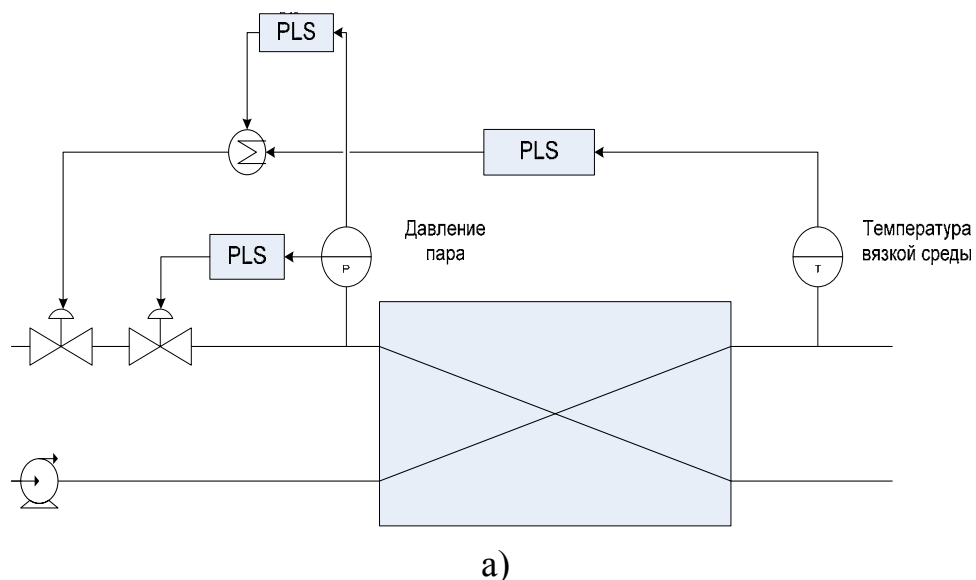 PLS
Σ
PLS
Давление
пара
Температура
вязкой среды
PLS
P
T
а)